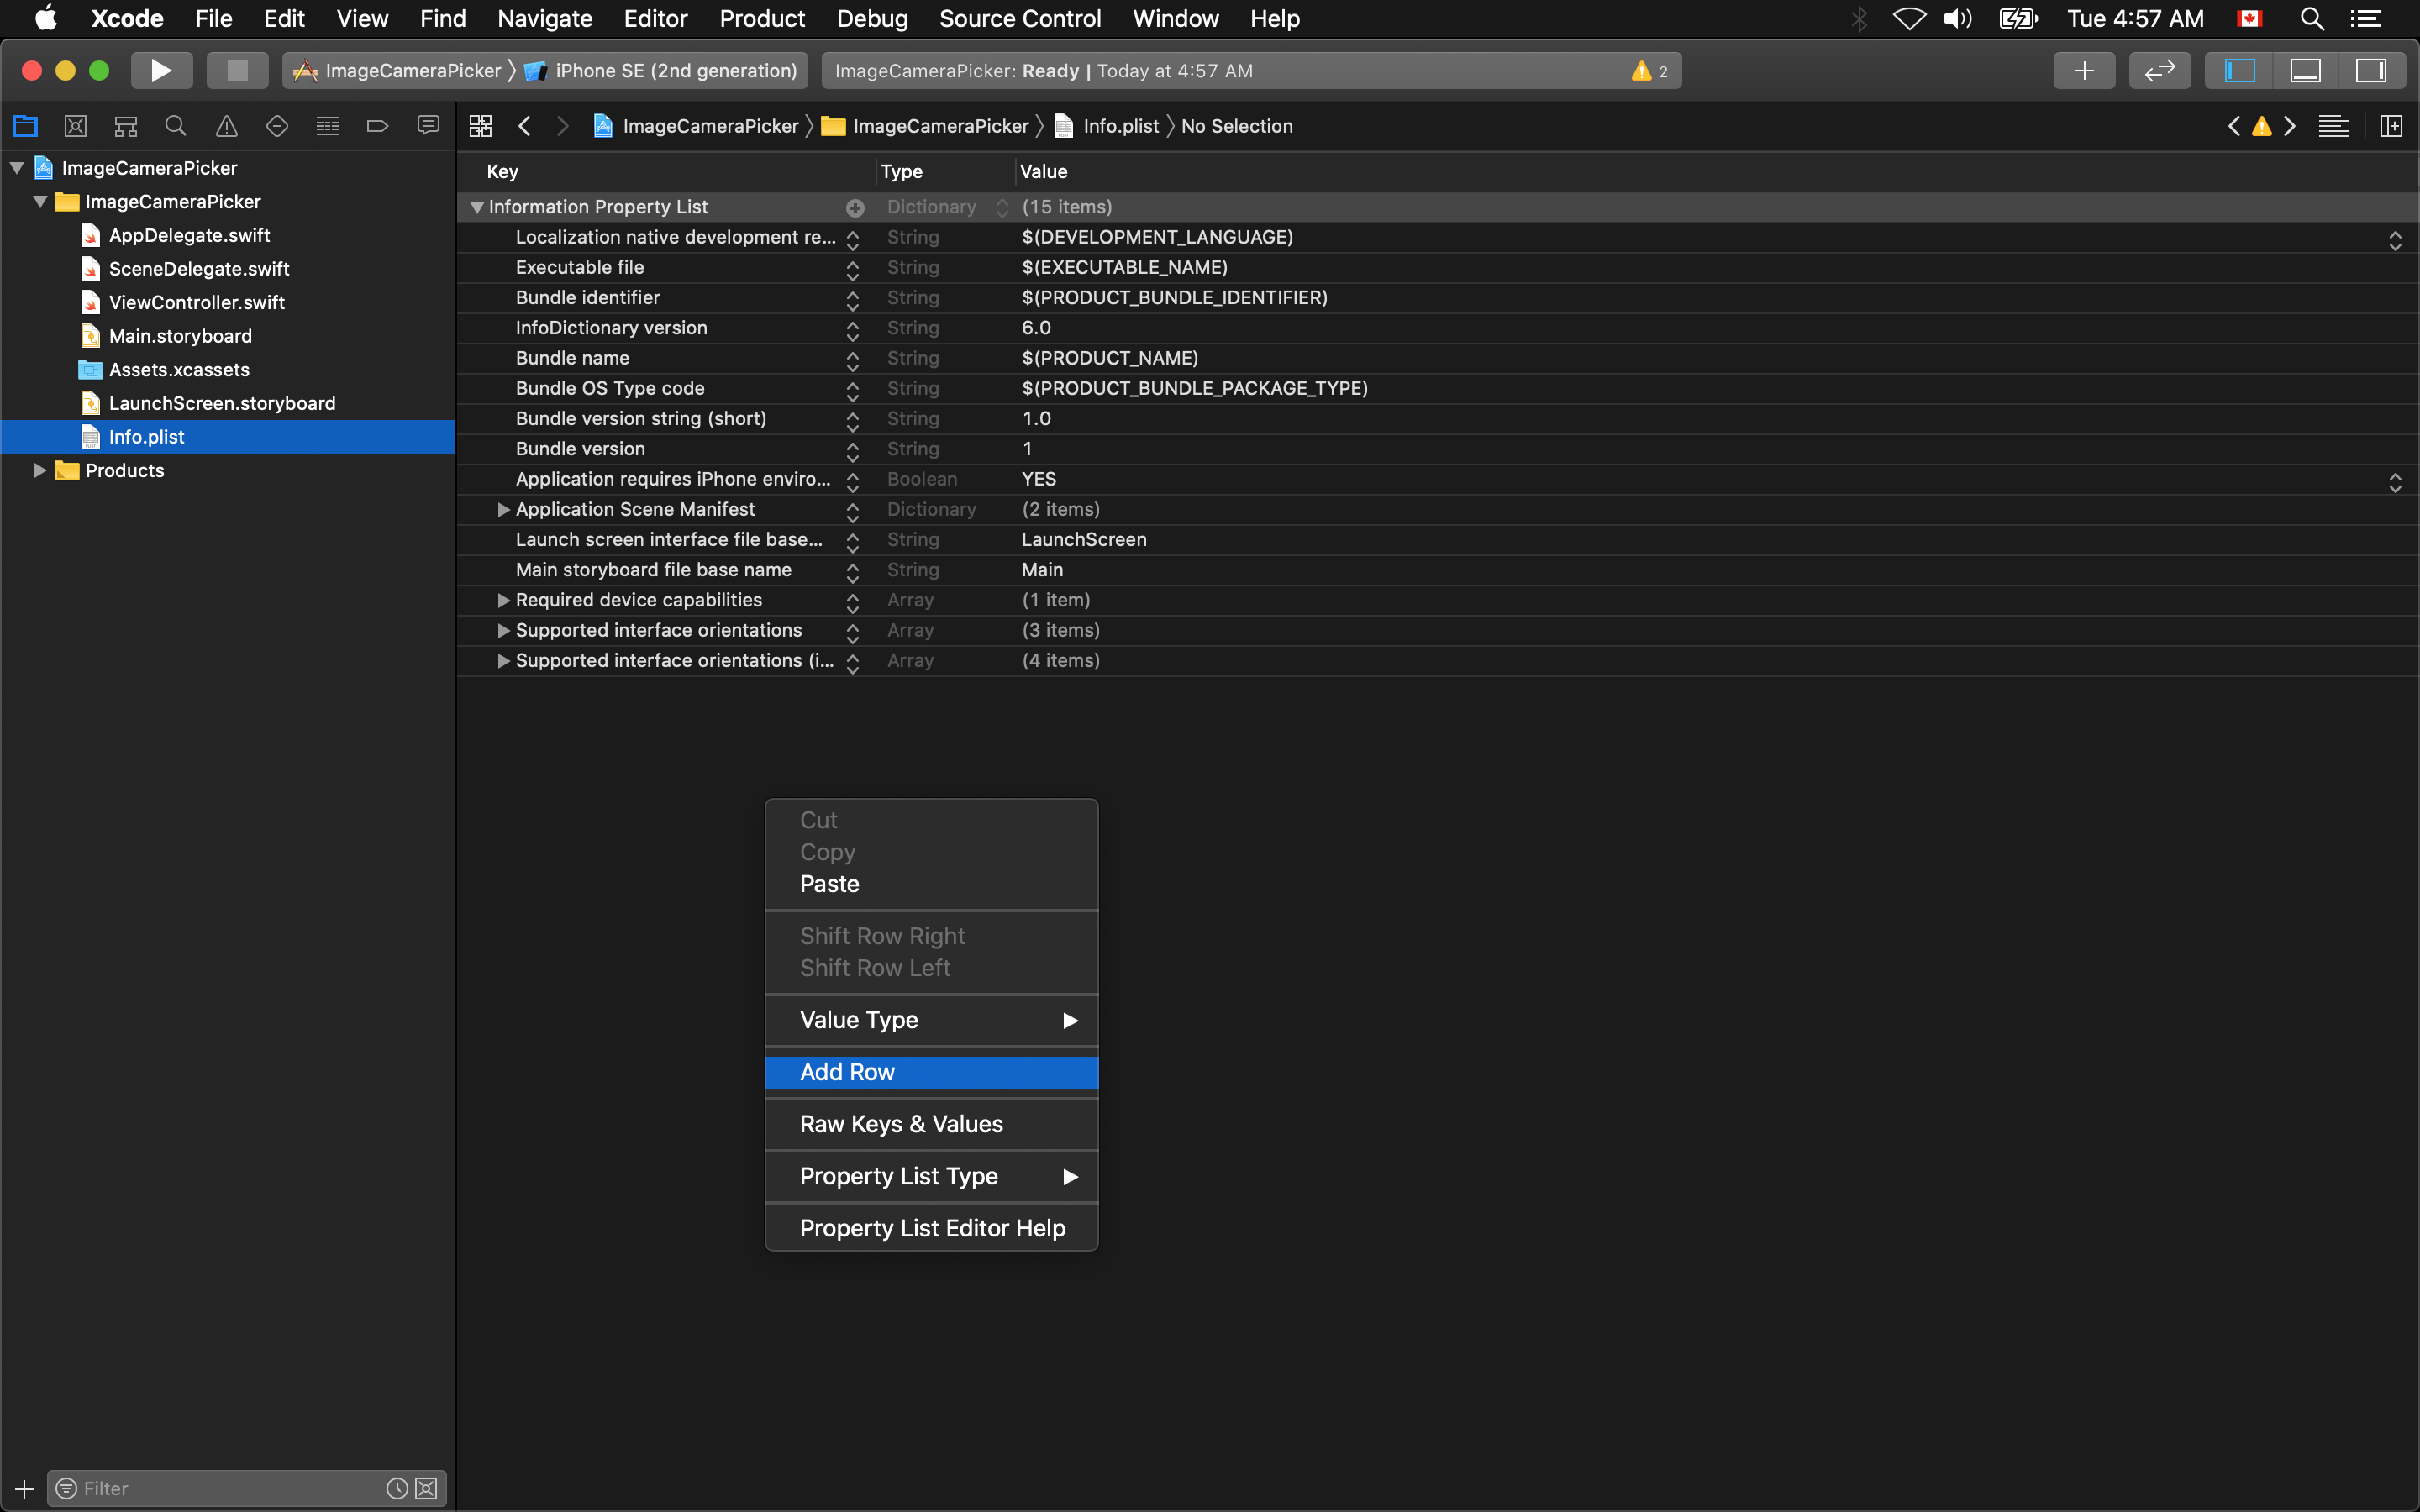 Xcode File Edit View Find Navigate Editor Product Debug Source Control Window Help Tue 4:57 AM
ImageCameraPicker iPhone SE (2nd generation) ImageCameraPicker: Ready | Today at 4:57 AM 2
ImageCameraPicker ImageCameraPicker Info.plist No Selection
ImageCameraPicker
ImageCameraPicker
AppDelegate.swift
SceneDelegate.swift
ViewController.swift
Main.storyboard
Assets.xcassets
LaunchScreen.storyboard
Info.plist
Products
Filter
Key Type Value
Information Property List Dictionary (15 items)
Localization native development re... String $(DEVELOPMENT_LANGUAGE)
Executable file String $(EXECUTABLE_NAME)
Bundle identifier String $(PRODUCT_BUNDLE_IDENTIFIER)
InfoDictionary version String 6.0
Bundle name String $(PRODUCT_NAME)
Bundle OS Type code String $(PRODUCT_BUNDLE_PACKAGE_TYPE)
Bundle version string (short) String 1.0
Bundle version String 1
Application requires iPhone enviro... Boolean YES
Application Scene Manifest Dictionary (2 items)
Launch screen interface file base... String LaunchScreen
Main storyboard file base name String Main
Required device capabilities Array (1 item)
Supported interface orientations Array (3 items)
Supported interface orientations (i... Array (4 items)
Cut
Copy
Paste
Shift Row Right
Shift Row Left
Value Type
Add Row
Raw Keys & Values
Property List Type
Property List Editor Help